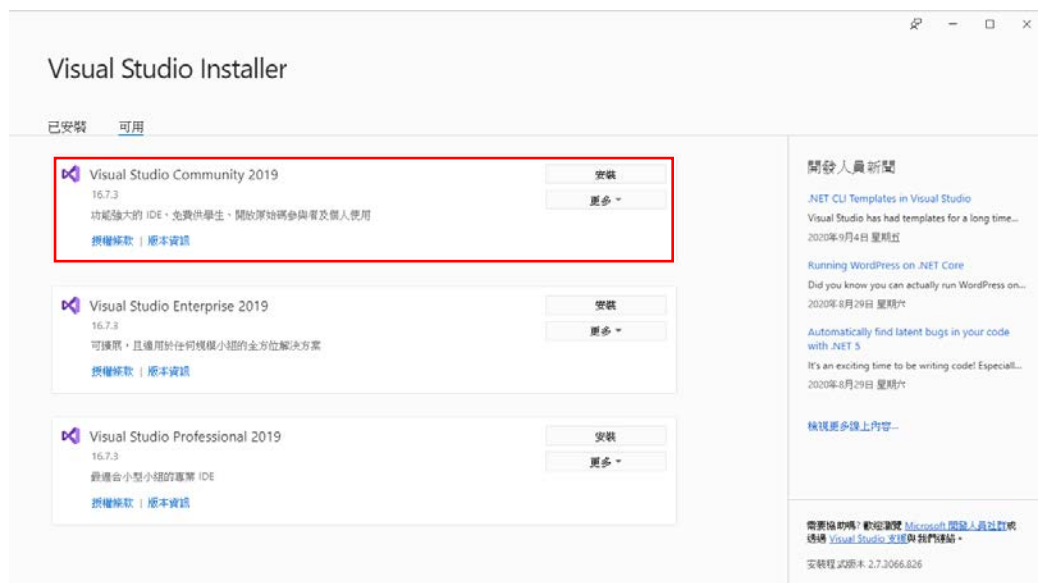 Visual Studio Installer
已安裝 可用
Visual Studio Community 2019
安裝
16.7.3
更多
功能強大的 IDE,免費供學生、開放原始碼參與者及個人使用
授權條款 | 版本資訊
Visual Studio Enterprise 2019
安裝
16.7.3
更多
可擴展,且適用於任何規模小組的全方位解決方案
授權條款 | 版本資訊
Visual Studio Professional 2019
安裝
16.7.3
更多
最適合小型小組的專業 IDE
授權條款 | 版本資訊
開發人員新聞
.NET CLI Templates in Visual Studio
Visual Studio has had templates for a long time...
2020年9月4日 星期五
Running WordPress on .NET Core
Did you know you can actually run WordPress on...
2020年8月29日 星期六
Automatically find latent bugs in your code
with .NET 5
It's an exciting time to be writing code! Especiall...
2020年8月29日 星期六
檢視更多線上內容...
需要協助嗎? 歡迎瀏覽 Microsoft 開發人員社群或
透過 Visual Studio 支援與我們連絡。
安裝程式版本 2.7.3066.826